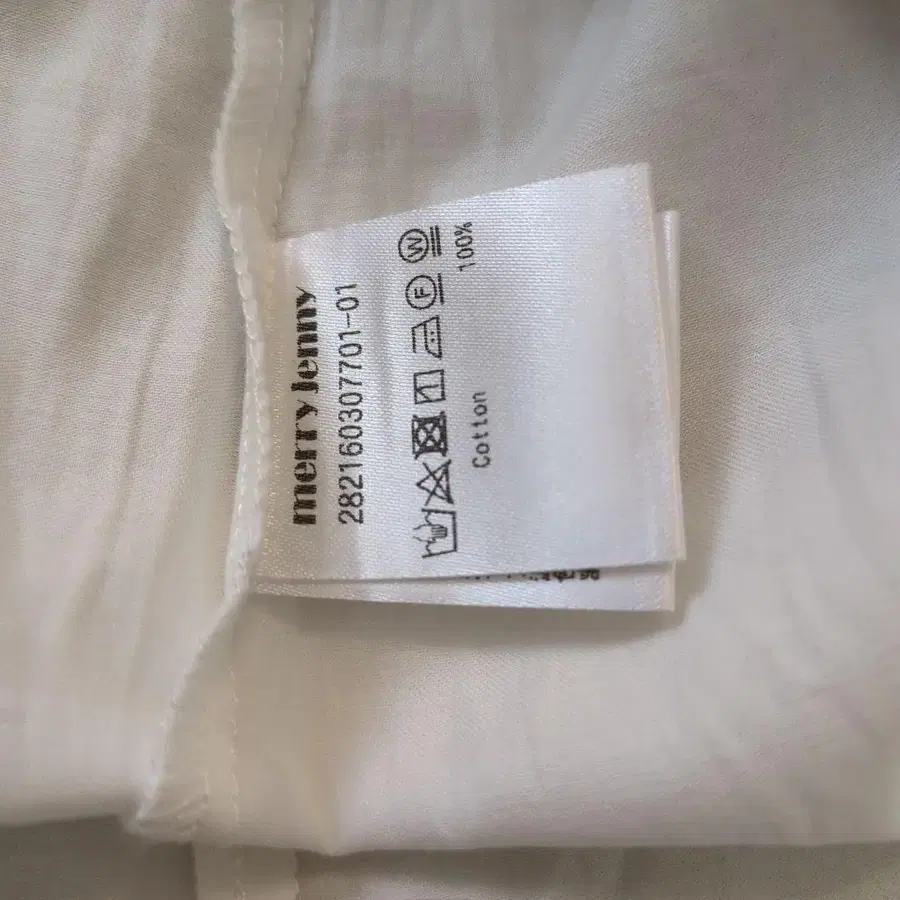 merry jenny
282160307701-01
F W
Cotton 100%